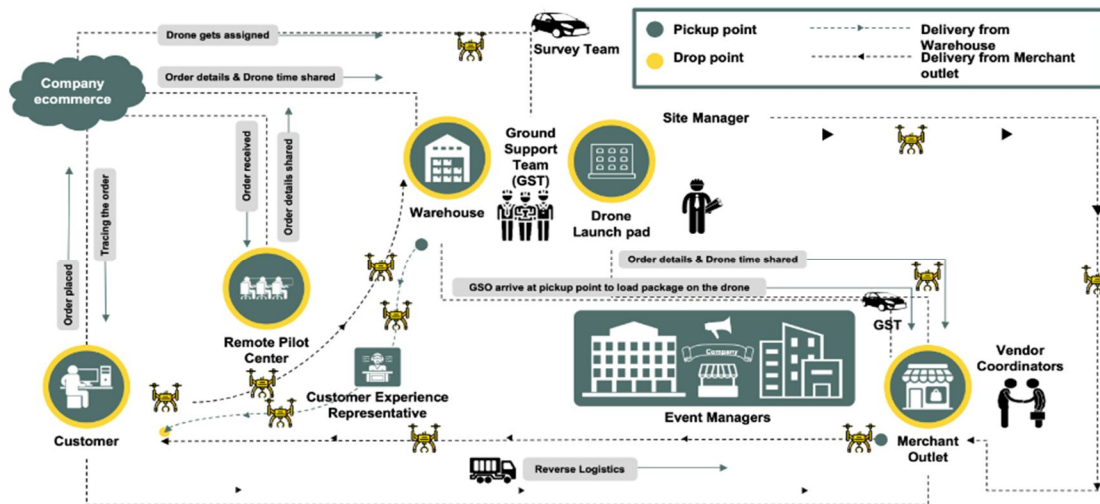 Drone gets assigned
Survey Team
Pickup point
Drop point
Delivery from
Warehouse
Delivery from Merchant
outlet
Company
ecommerce
Order details & Drone time shared
Site Manager
Ground
Support
Team
(GST)
Warehouse
Drone
Launch pad
Order placed
Tracing the order
Order received
Order details shared
Order details & Drone time shared
GSO arrive at pickup point to load package on the drone
GST
Remote Pilot
Center
Company
Vendor
Coordinators
Customer Experience
Representative
Event Managers
Customer
Merchant
Outlet
Reverse Logistics